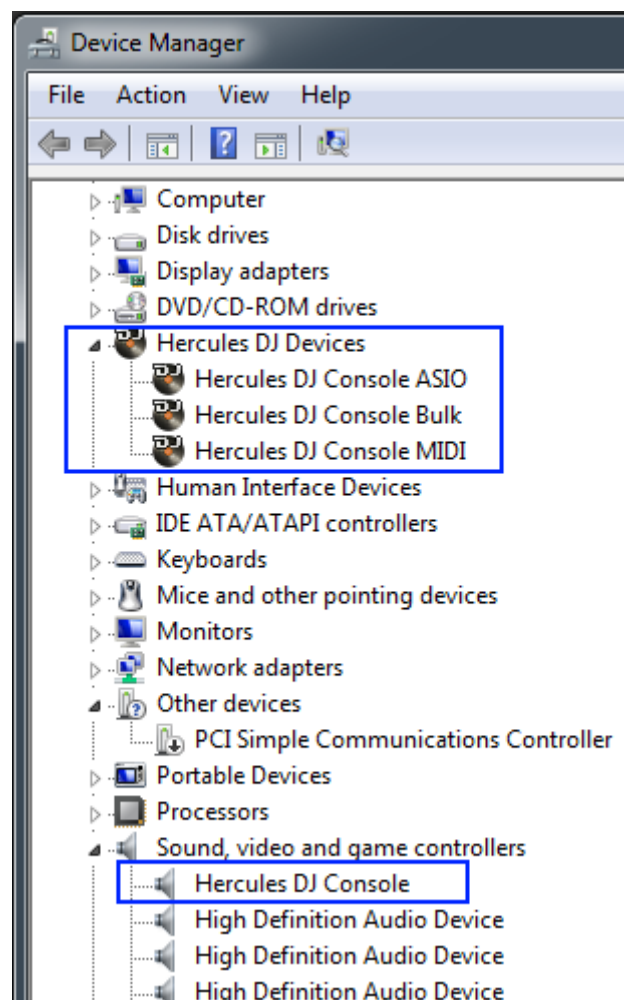 Device Manager
File Action View Help
Computer
Disk drives
Display adapters
DVD/CD-ROM drives
Hercules DJ Devices
Hercules DJ Console ASIO
Hercules DJ Console Bulk
Hercules DJ Console MIDI
Human Interface Devices
IDE ATA/ATAPI controllers
Keyboards
Mice and other pointing devices
Monitors
Network adapters
Other devices
PCI Simple Communications Controller
Portable Devices
Processors
Sound, video and game controllers
Hercules DJ Console
High Definition Audio Device
High Definition Audio Device
High Definition Audio Device